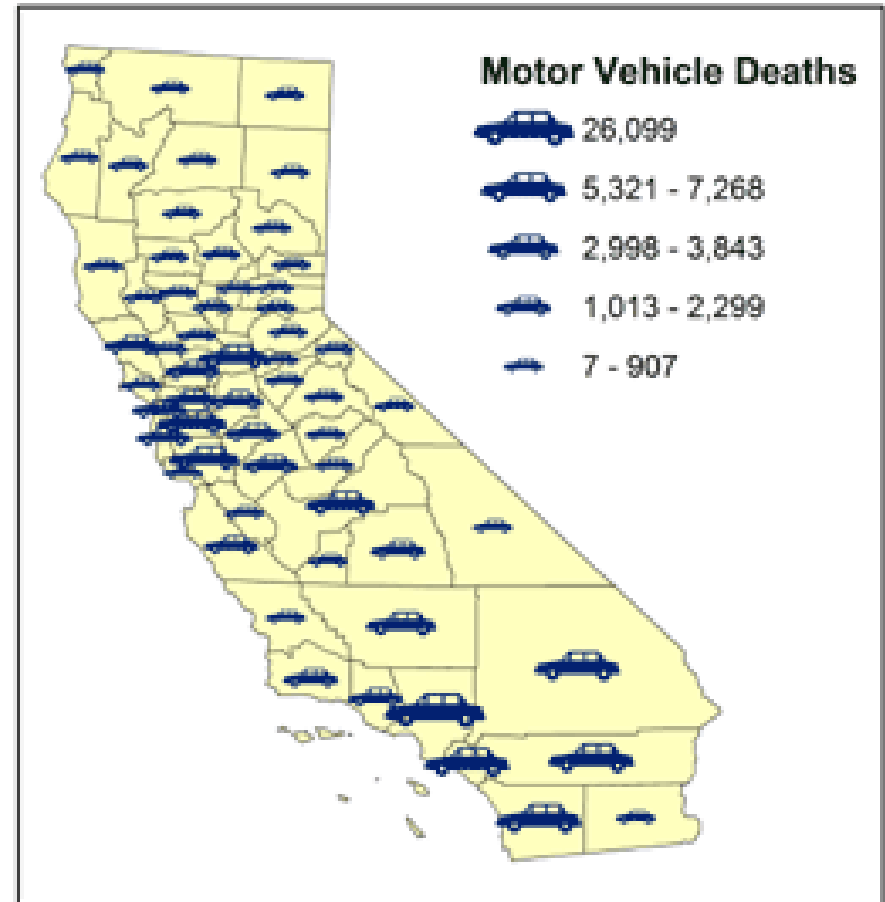 Motor Vehicle Deaths
26,099
5,321 - 7,268
2,998 - 3,843
1,013 - 2,299
7 - 907